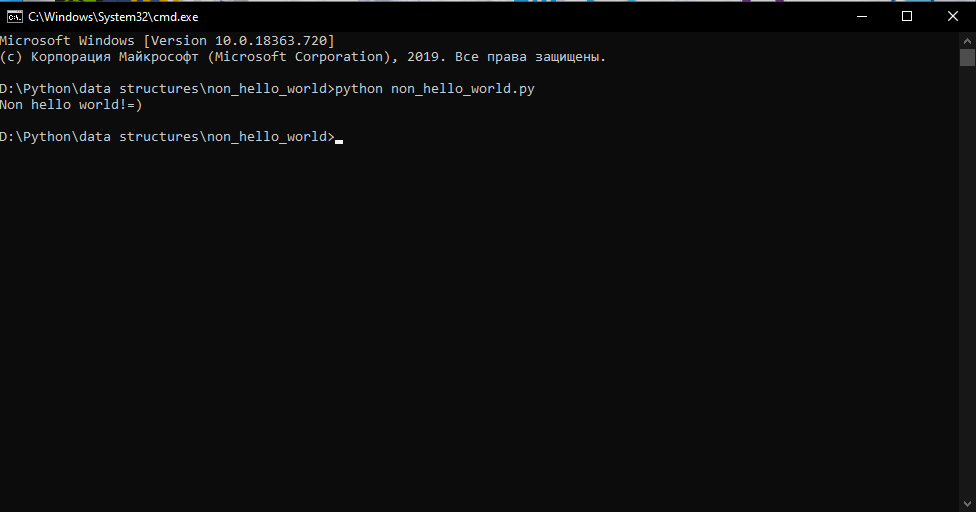 C:\Windows\System32\cmd.exe
Microsoft Windows [Version 10.0.18363.720]
(c) Корпорация Майкрософт (Microsoft Corporation), 2019. Все права защищены.
D:\Python\data structures\non_hello_world>python non_hello_world.py
Non hello world!=)
D:\Python\data structures\non_hello_world>